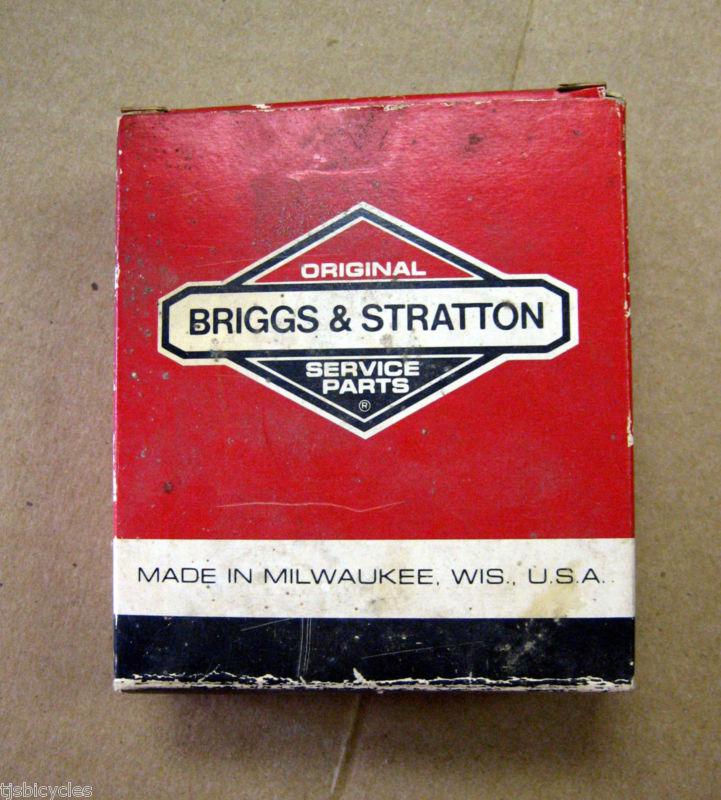 ORIGINAL
BRIGGS & STRATTON
SERVICE
PARTS
®
MADE IN MILWAUKEE, WIS., U.S.A.
tjsbicycles